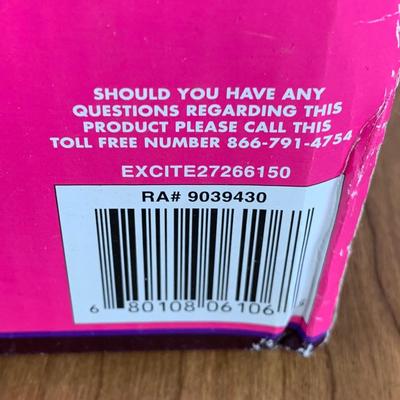 SHOULD YOU HAVE ANY
QUESTIONS REGARDING THIS
PRODUCT PLEASE CALL THIS
TOLL FREE NUMBER 866-791-4754
EXCITE27266150
RA# 9039430
6 80108 06106